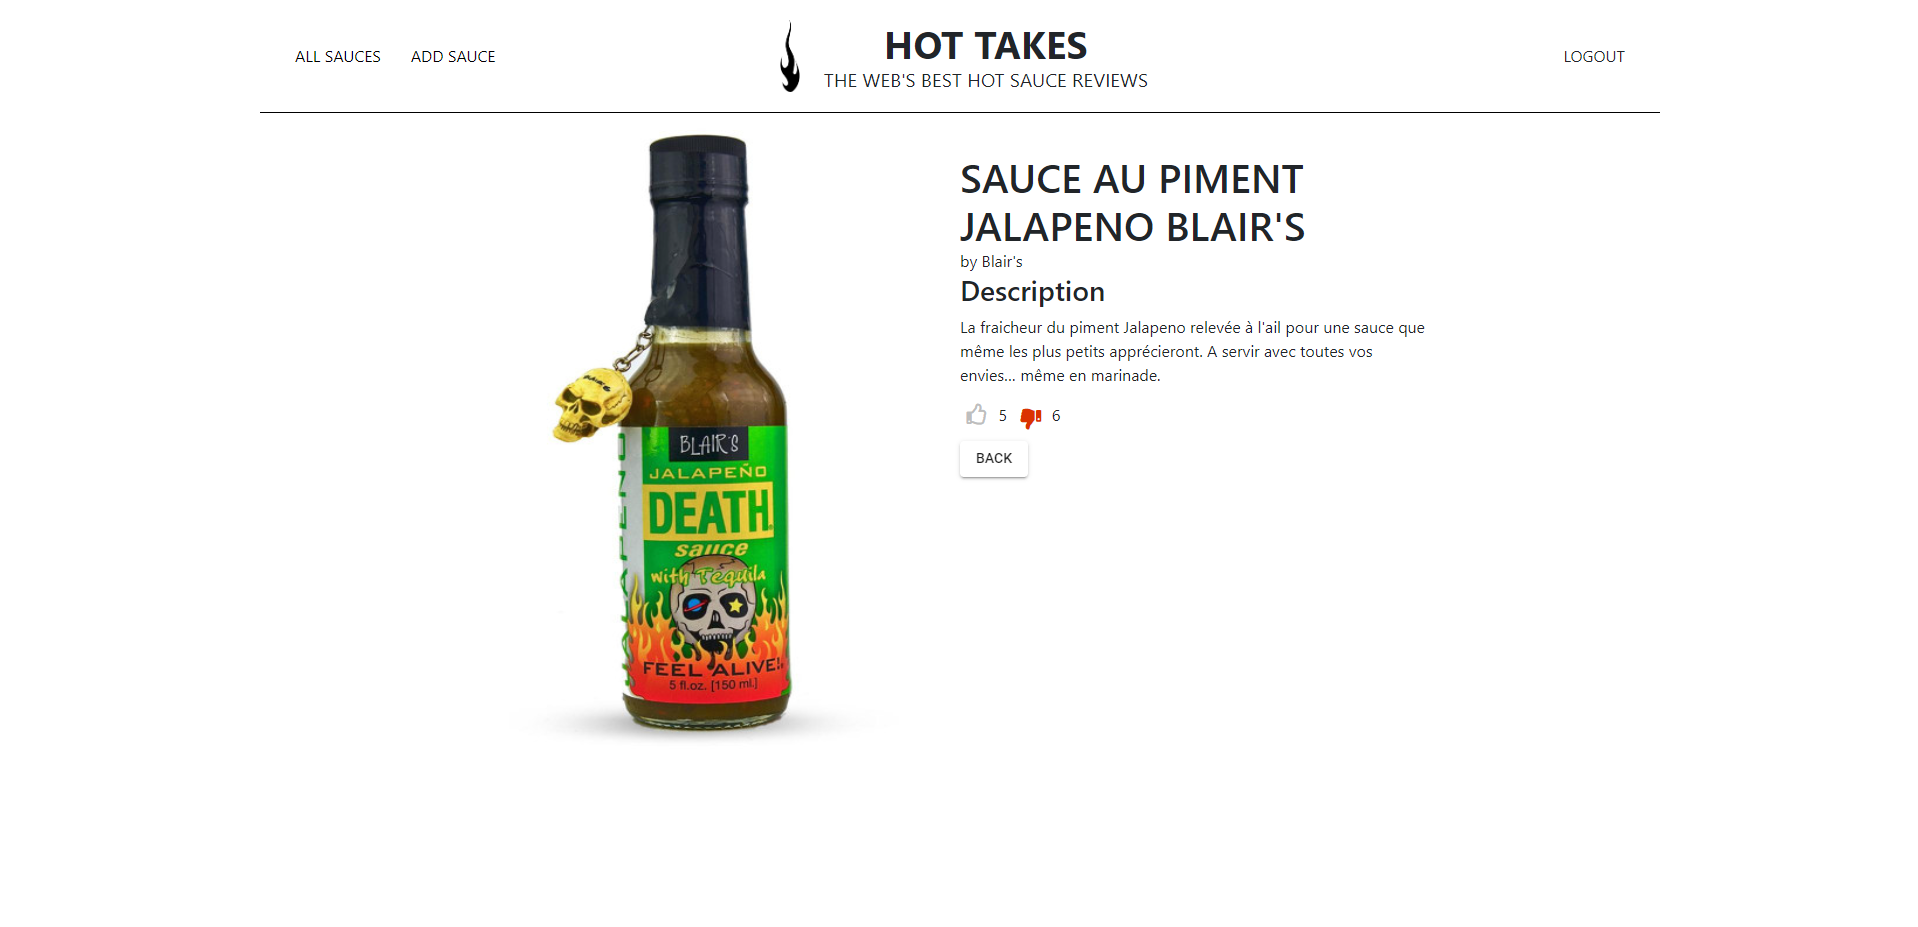 ALL SAUCES
ADD SAUCE
HOT TAKES
THE WEB'S BEST HOT SAUCE REVIEWS
LOGOUT
BLAIR'S
JALAPEÑO
DEATH
sauce
with Tequila
FEEL ALIVE!
5 fl.oz. [150 ml.]
JALAPENO
SAUCE AU PIMENT
JALAPENO BLAIR'S
by Blair's
Description
La fraicheur du piment Jalapeno relevée à l'ail pour une sauce que
même les plus petits apprécieront. A servir avec toutes vos
envies... même en marinade.
5 6
BACK